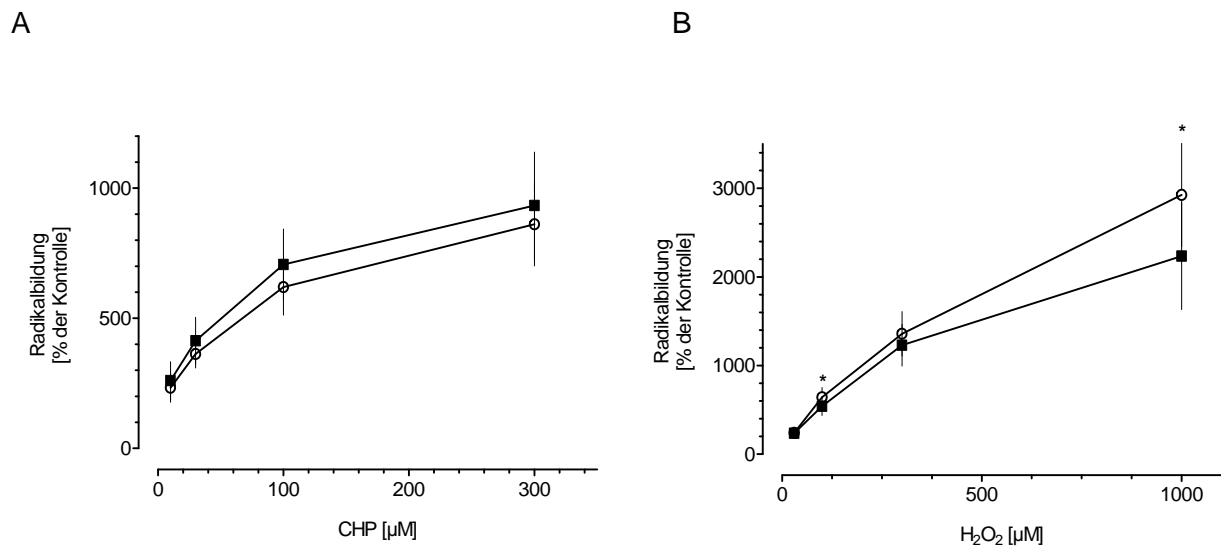 A
Radikalbildung
[% der Kontrolle]
1000
500
0
0
100
200
300
CHP [µM]
B
*
*
Radikalbildung
[% der Kontrolle]
3000
2000
1000
0
0
500
1000
H₂O₂ [µM]